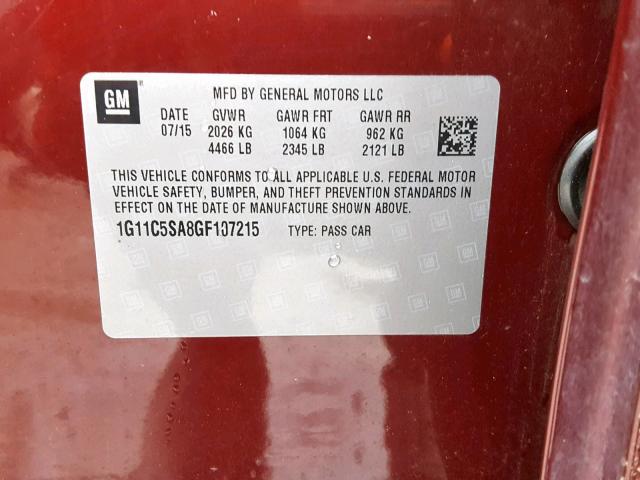 GM
MFD BY GENERAL MOTORS LLC
DATE GVWR GAWR FRT GAWR RR
07/15 2026 KG 1064 KG 962 KG
4466 LB 2345 LB 2121 LB
THIS VEHICLE CONFORMS TO ALL APPLICABLE U.S. FEDERAL MOTOR
VEHICLE SAFETY, BUMPER, AND THEFT PREVENTION STANDARDS IN
EFFECT ON THE DATE OF MANUFACTURE SHOWN ABOVE.
1G11C5SA8GF107215 TYPE: PASS CAR